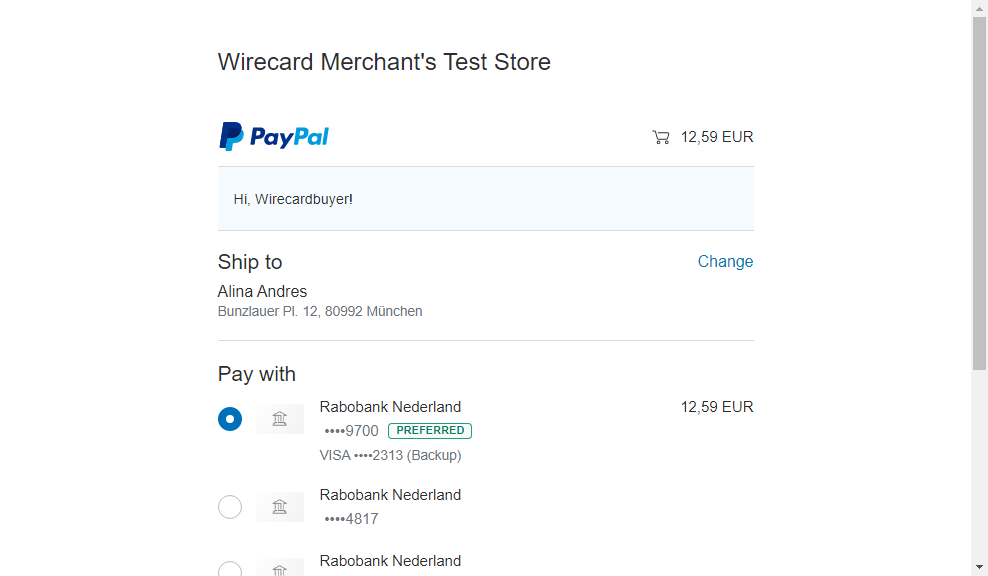 Wirecard Merchant's Test Store
PayPal
12,59 EUR
Hi, Wirecardbuyer!
Ship to
Change
Alina Andres
Bunzlauer Pl. 12, 80992 München
Pay with
Rabobank Nederland
12,59 EUR
••••9700 PREFERRED
VISA ••••2313 (Backup)
Rabobank Nederland
••••4817
Rabobank Nederland